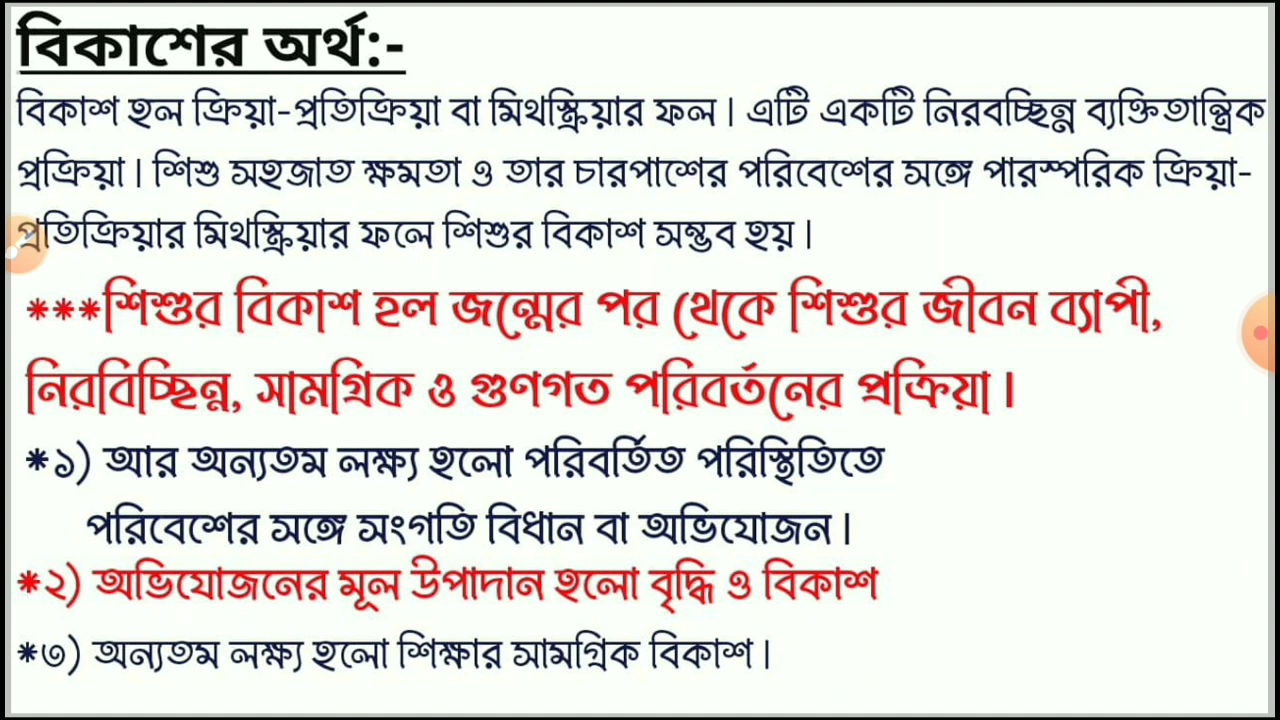 বিকাশের অর্থ:-
বিকাশ হল ক্রিয়া-প্রতিক্রিয়া বা মিথস্ক্রিয়ার ফল। এটি একটি নিরবচ্ছিন্ন ব্যক্তিতান্ত্রিক
প্রক্রিয়া। শিশু সহজাত ক্ষমতা ও তার চারপাশের পরিবেশের সঙ্গে পারস্পরিক ক্রিয়া-
প্রতিক্রিয়ার মিথস্ক্রিয়ার ফলে শিশুর বিকাশ সম্ভব হয়।
***শিশুর বিকাশ হল জন্মের পর থেকে শিশুর জীবন ব্যাপী,
নিরবিচ্ছিন্ন, সামগ্রিক ও গুণগত পরিবর্তনের প্রক্রিয়া।
*১) আর অন্যতম লক্ষ্য হলো পরিবর্তিত পরিস্থিতিতে
পরিবেশের সঙ্গে সংগতি বিধান বা অভিযোজন।
*২) অভিযোজনের মূল উপাদান হলো বৃদ্ধি ও বিকাশ
*৩) অন্যতম লক্ষ্য হলো শিক্ষার সামগ্রিক বিকাশ।